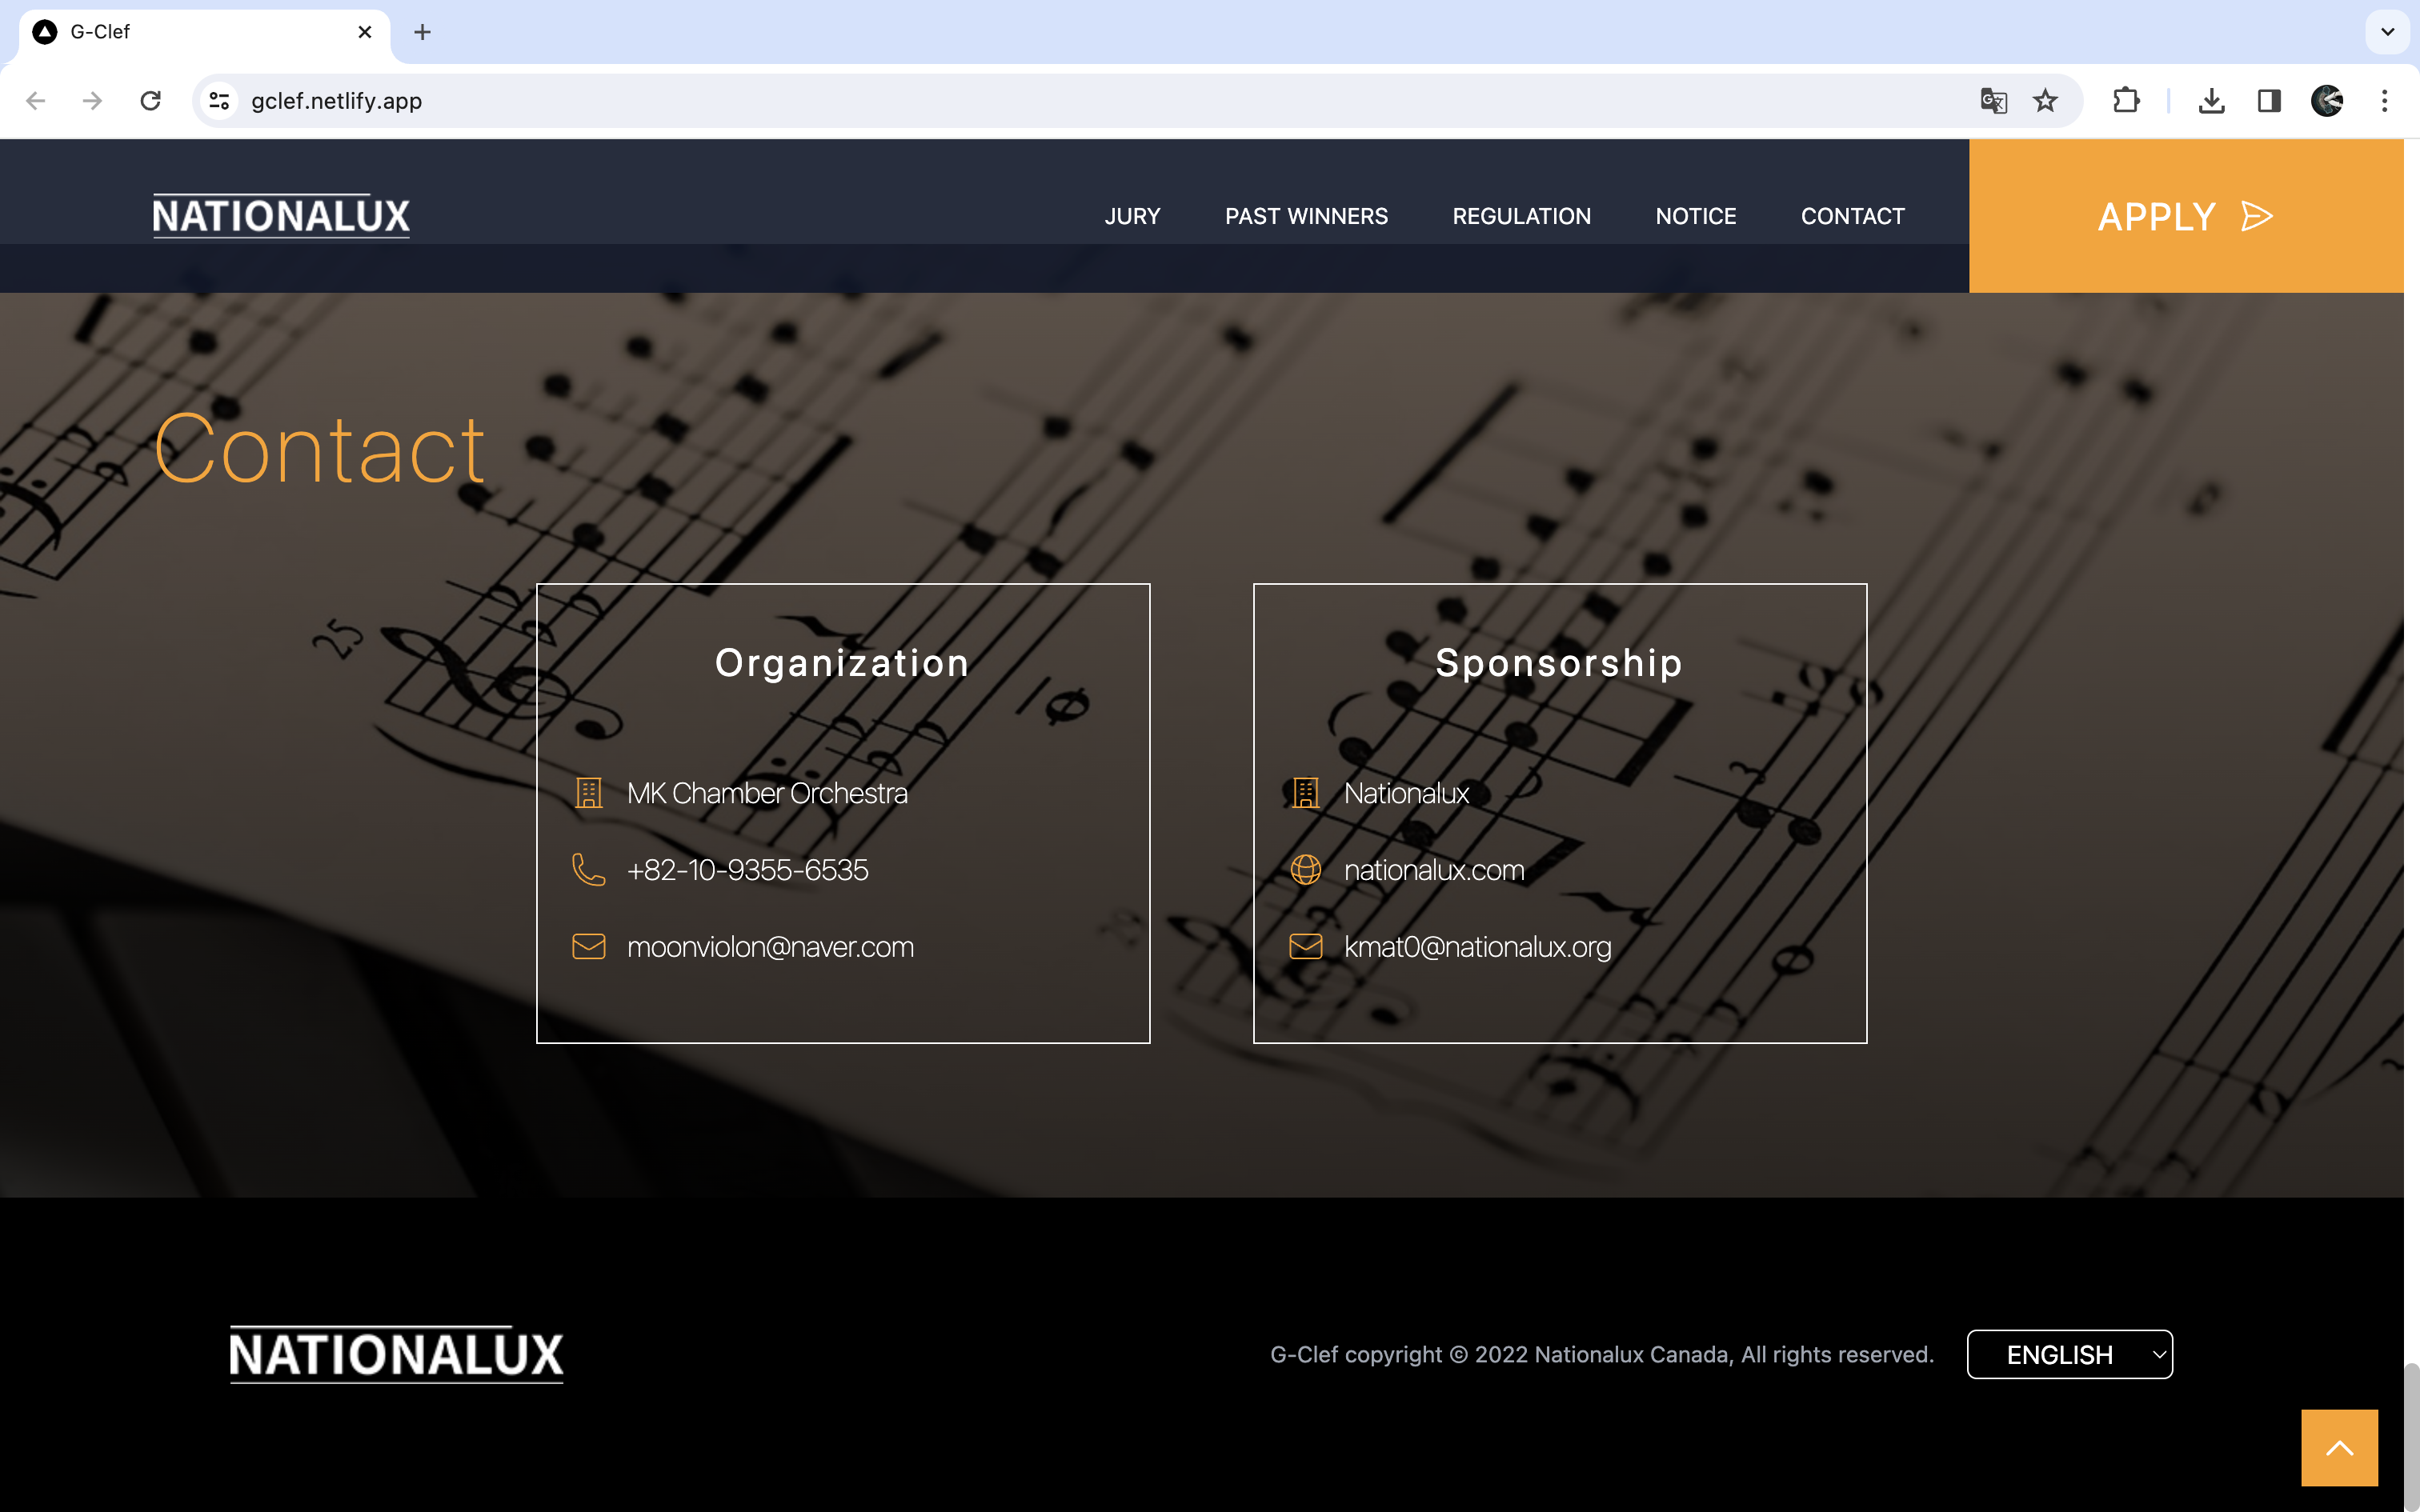 G-Clef
gclef.netlify.app
NATIONALUX
JURY
PAST WINNERS
REGULATION
NOTICE
CONTACT
APPLY
Contact
25
Organization
MK Chamber Orchestra
+82-10-9355-6535
moonviolon@naver.com
Sponsorship
3
Nationalux
nationalux.com
kmat0@nationalux.org
NATIONALUX
G-Clef copyright © 2022 Nationalux Canada, All rights reserved.
ENGLISH